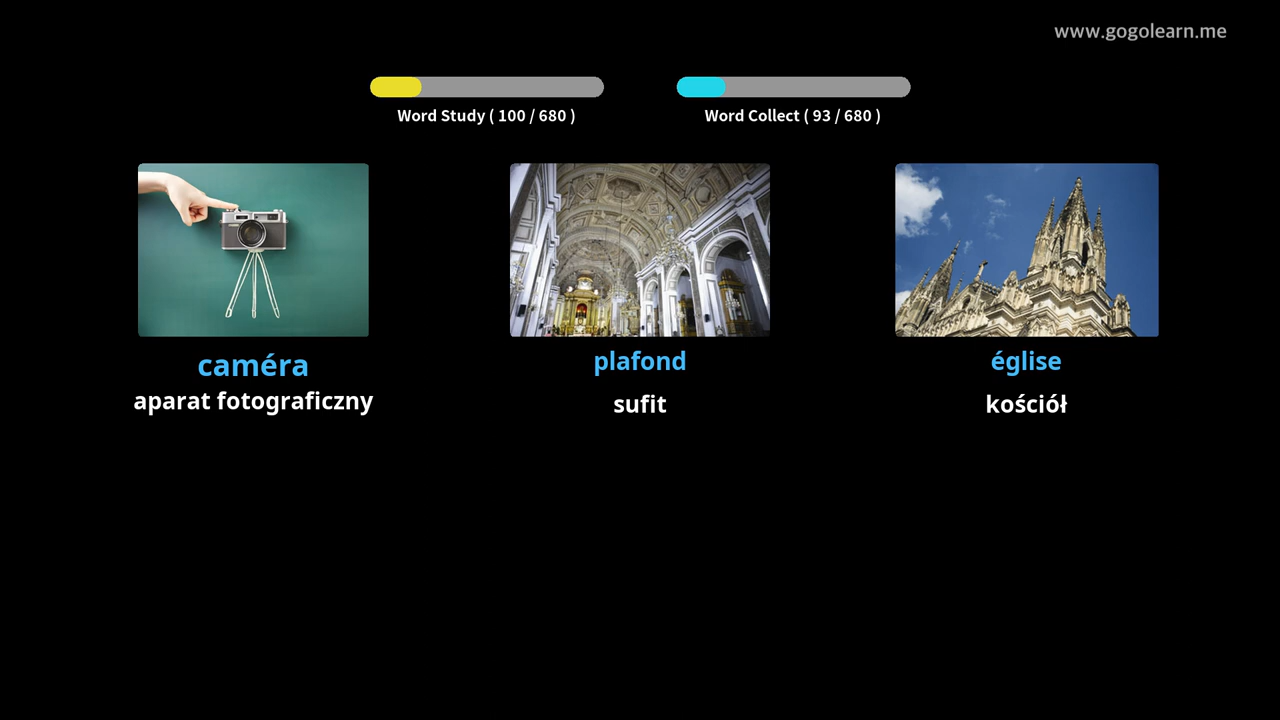 www.gogolearn.me
Word Study ( 100 / 680 )
Word Collect ( 93 / 680 )
caméra
aparat fotograficzny
plafond
sufit
église
kościół